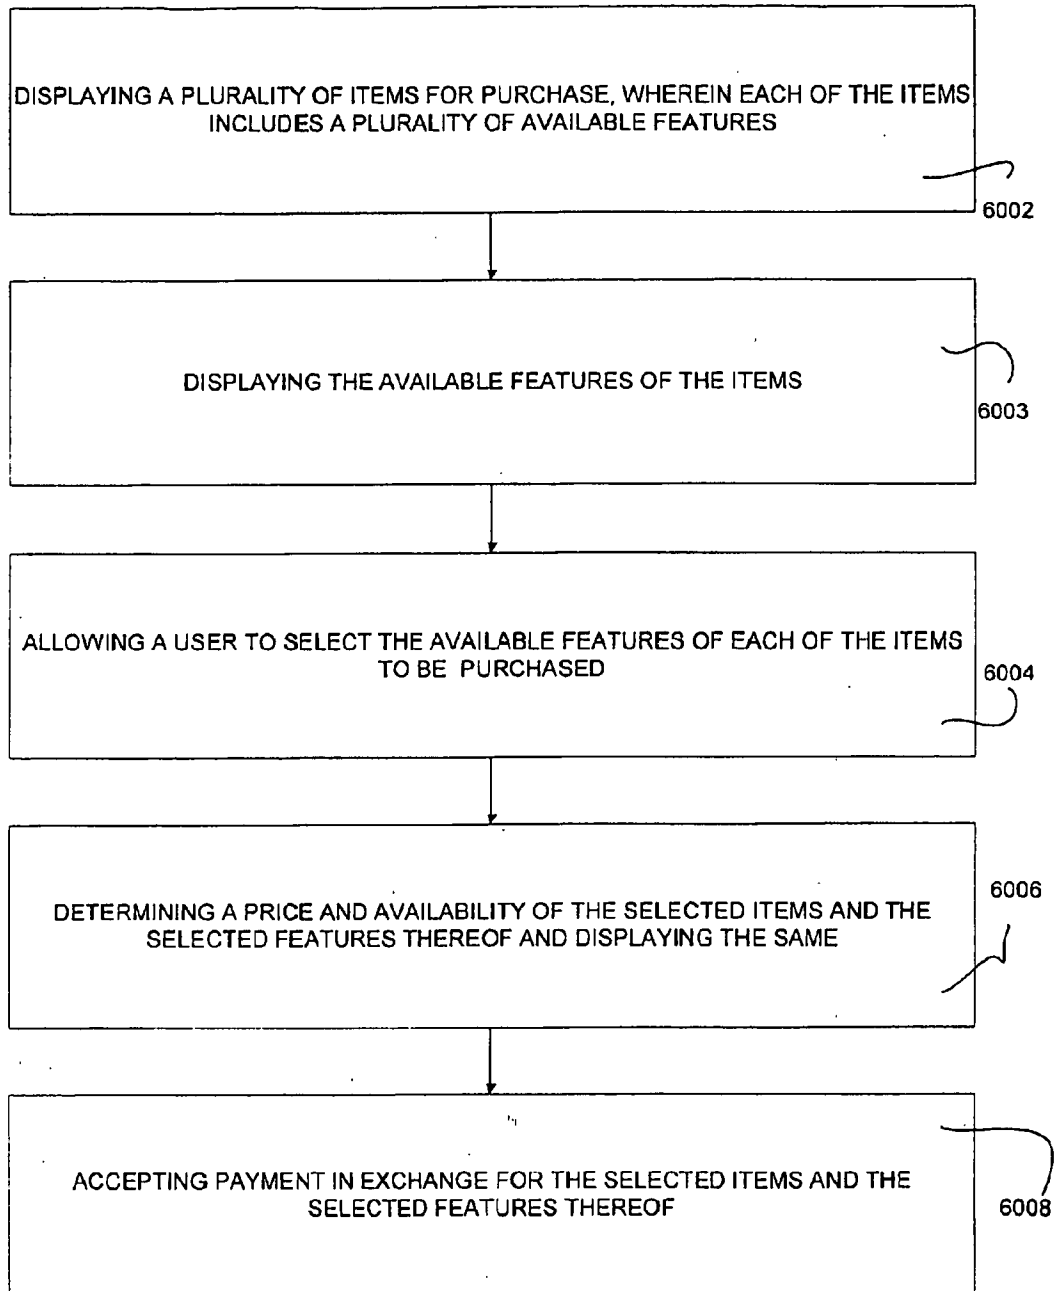 DISPLAYING A PLURALITY OF ITEMS FOR PURCHASE, WHEREIN EACH OF THE ITEMS
INCLUDES A PLURALITY OF AVAILABLE FEATURES
6002
DISPLAYING THE AVAILABLE FEATURES OF THE ITEMS
6003
ALLOWING A USER TO SELECT THE AVAILABLE FEATURES OF EACH OF THE ITEMS
TO BE PURCHASED
6004
DETERMINING A PRICE AND AVAILABILITY OF THE SELECTED ITEMS AND THE
SELECTED FEATURES THEREOF AND DISPLAYING THE SAME
6006
ACCEPTING PAYMENT IN EXCHANGE FOR THE SELECTED ITEMS AND THE
SELECTED FEATURES THEREOF
6008